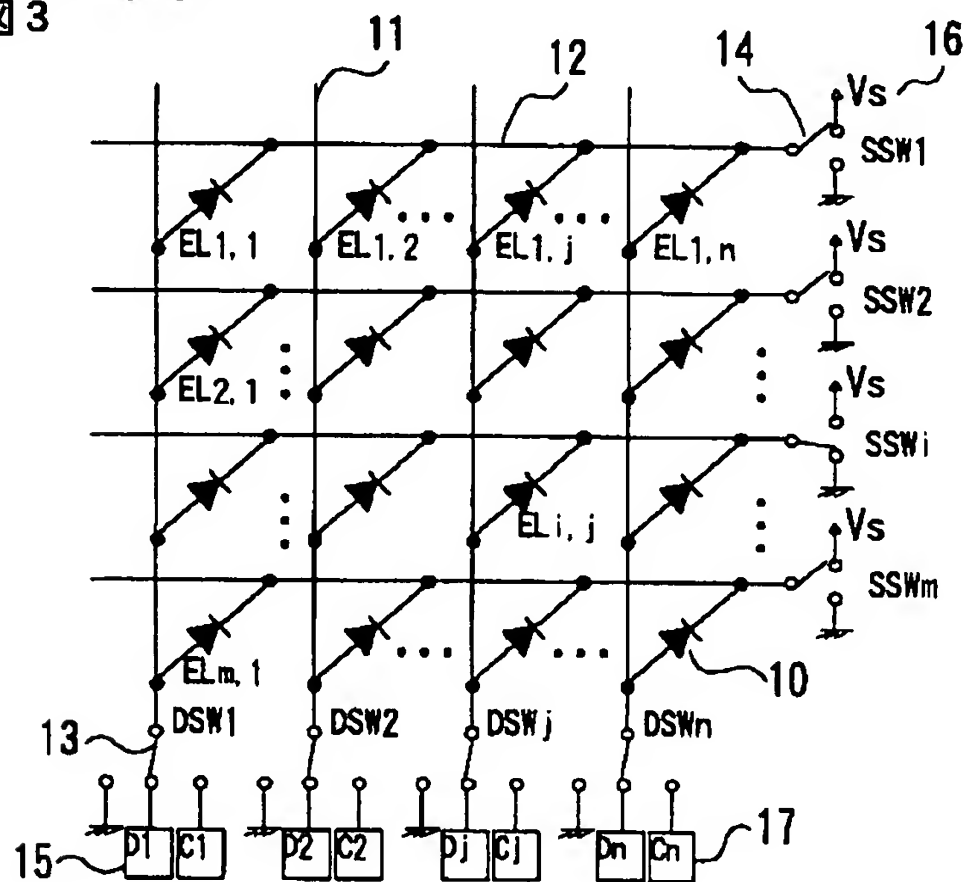 図3
11
12
14
16
Vs
SSW1
EL1,1
EL1,2
EL1,j
EL1,n
Vs
SSW2
EL2,1
Vs
SSWi
ELi,j
Vs
SSWm
ELm,1
10
13
DSW1
DSW2
DSWj
DSWn
15
D1
C1
D2
C2
Dj
Cj
Dn
Cn
17